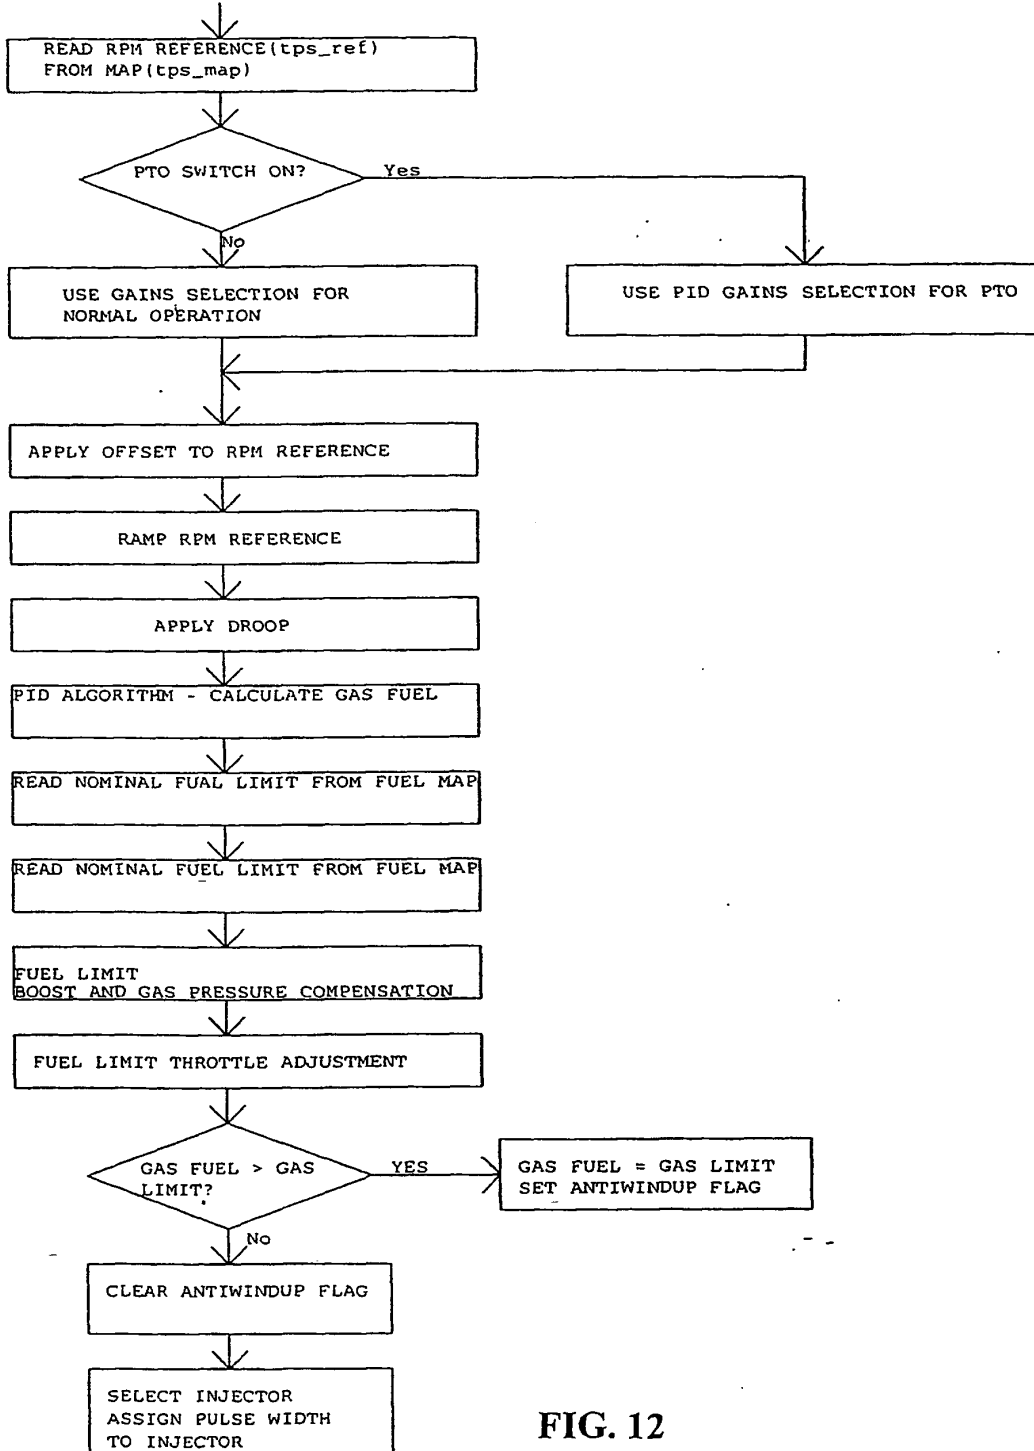 READ RPM REFERENCE(tps_ref)
FROM MAP(tps_map)
PTO SWITCH ON?
Yes
No
USE GAINS SELECTION FOR
NORMAL OPERATION
USE PID GAINS SELECTION FOR PTO
APPLY OFFSET TO RPM REFERENCE
RAMP RPM REFERENCE
APPLY DROOP
PID ALGORITHM - CALCULATE GAS FUEL
READ NOMINAL FUAL LIMIT FROM FUEL MAP
READ NOMINAL FUEL LIMIT FROM FUEL MAP
FUEL LIMIT
BOOST AND GAS PRESSURE COMPENSATION
FUEL LIMIT THROTTLE ADJUSTMENT
GAS FUEL > GAS
LIMIT?
YES
GAS FUEL = GAS LIMIT
SET ANTIWINDUP FLAG
No
CLEAR ANTIWINDUP FLAG
SELECT INJECTOR
ASSIGN PULSE WIDTH
TO INJECTOR
FIG. 12